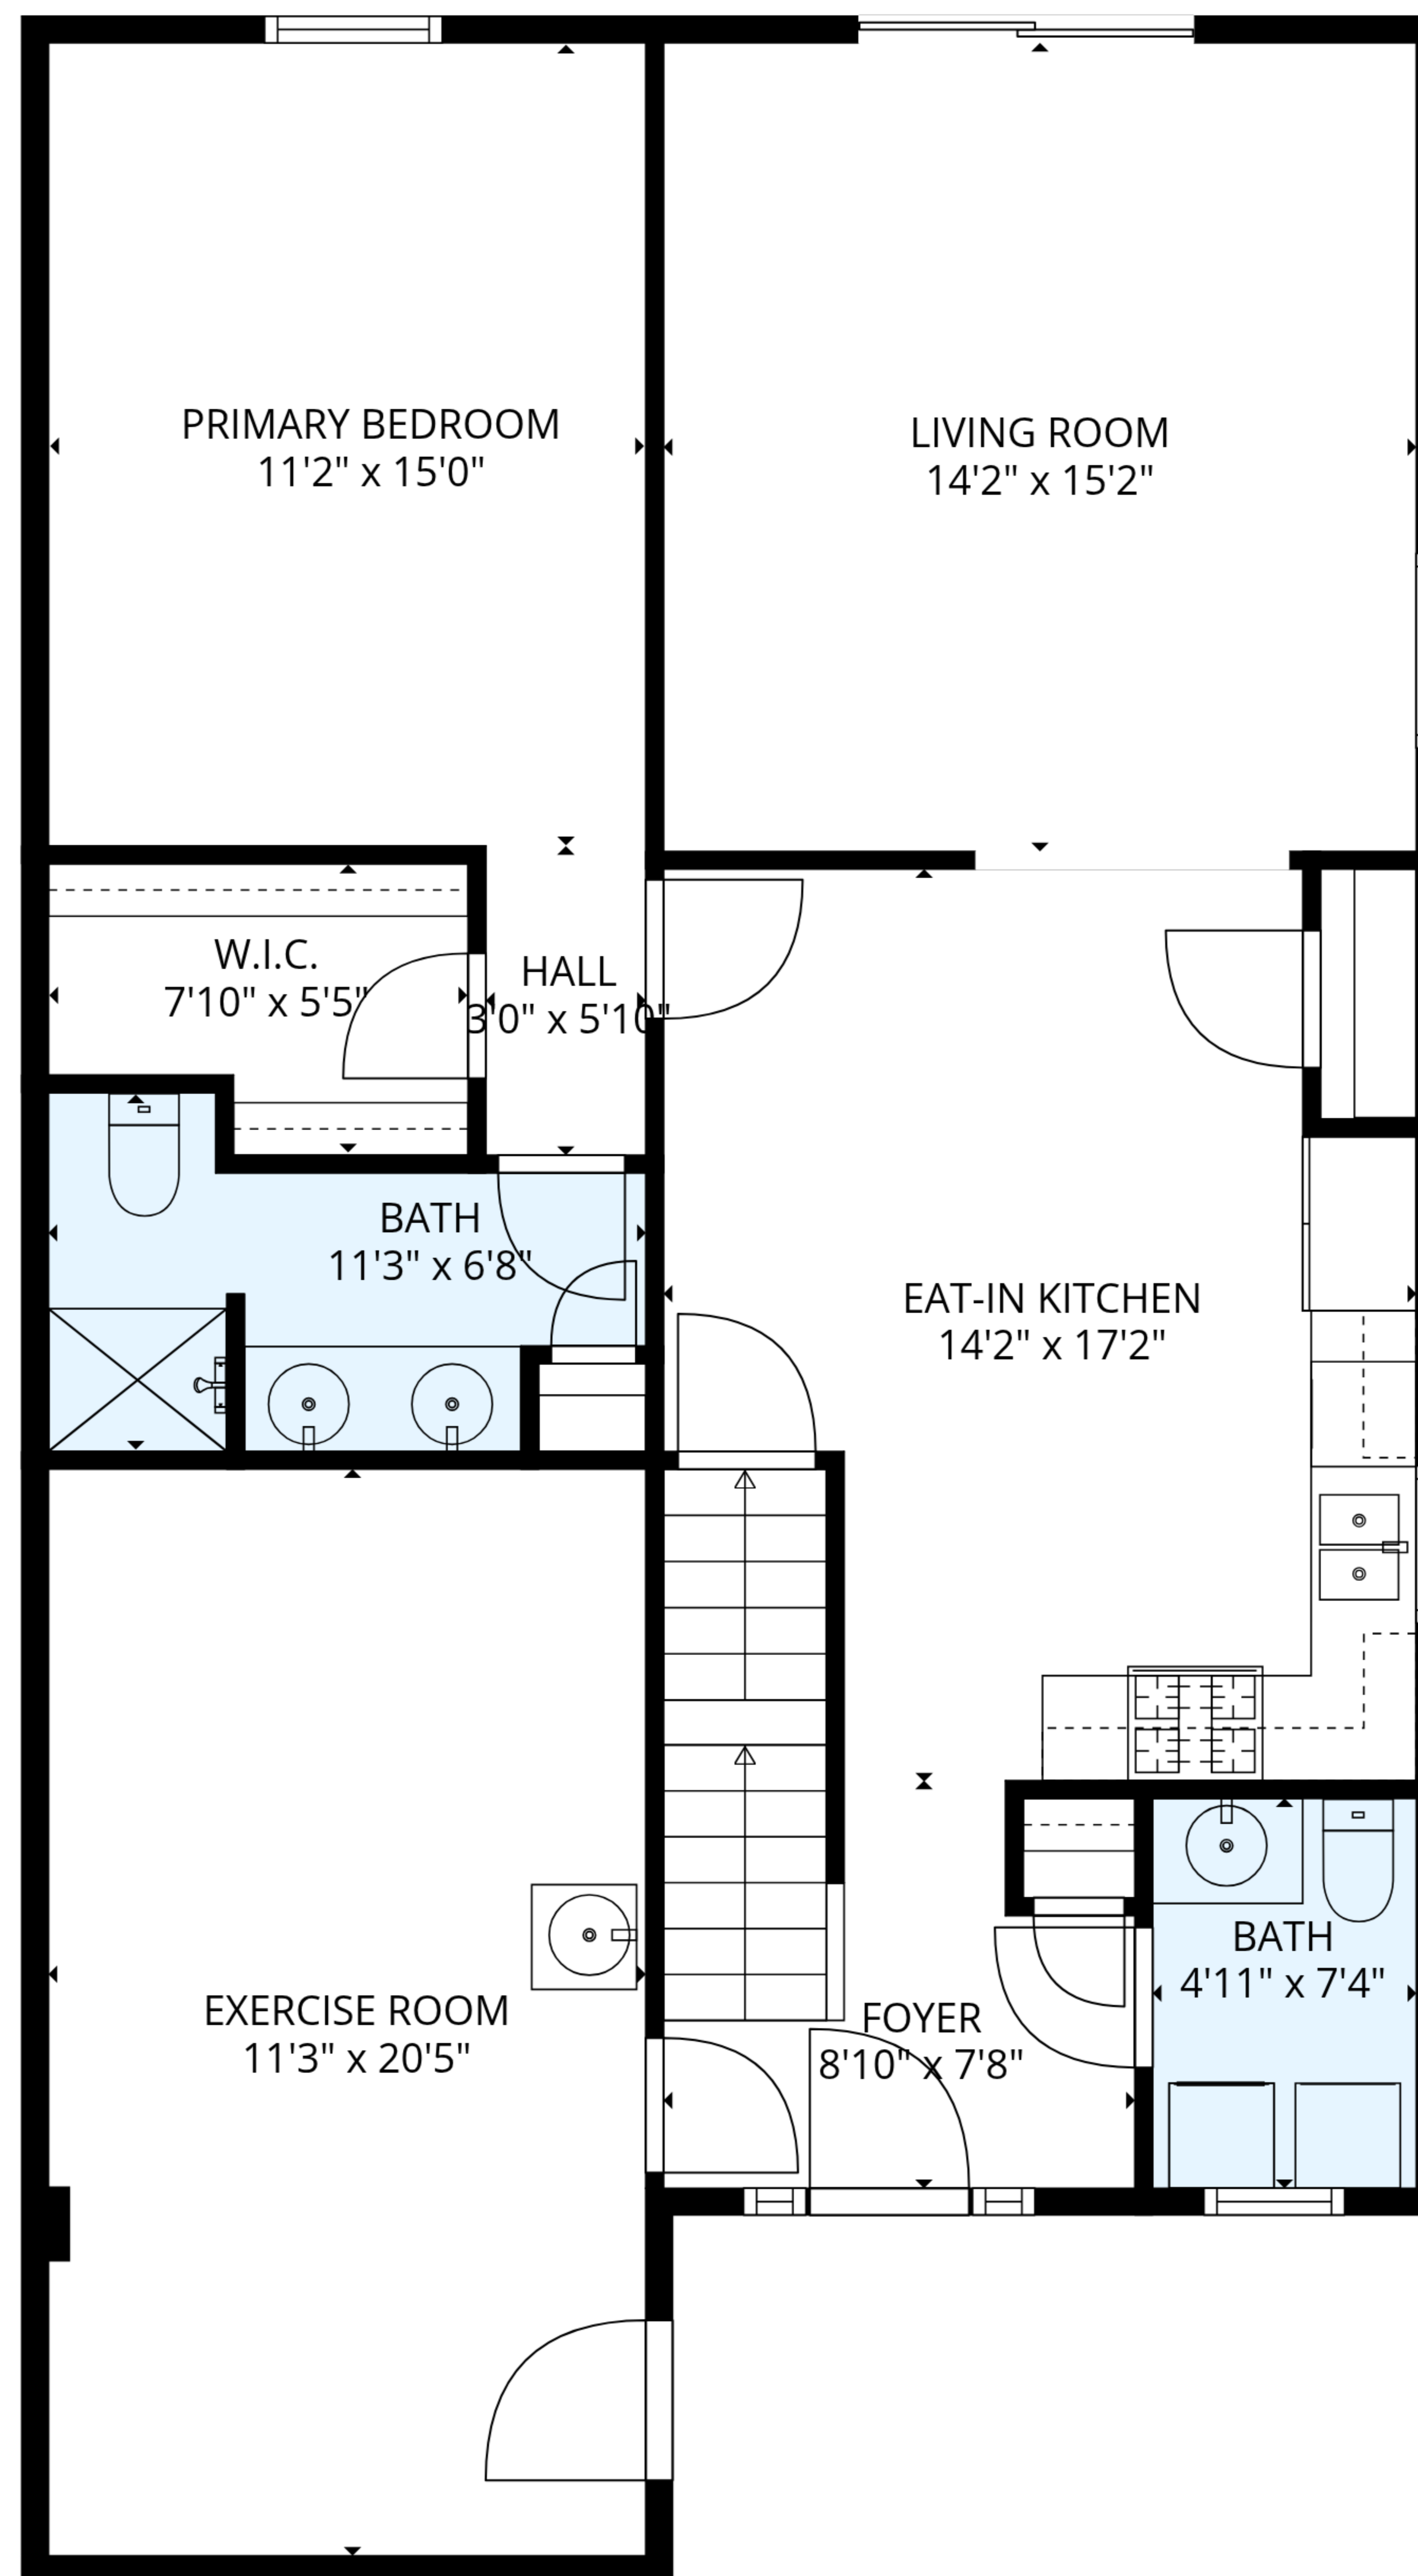 PRIMARY BEDROOM
11'2" x 15'0"
LIVING ROOM
14'2" x 15'2"
W.I.C.
7'10" x 5'5"
HALL
3'0" x 5'10"
BATH
11'3" x 6'8"
EAT-IN KITCHEN
14'2" x 17'2"
EXERCISE ROOM
11'3" x 20'5"
FOYER
8'10" x 7'8"
BATH
4'11" x 7'4"